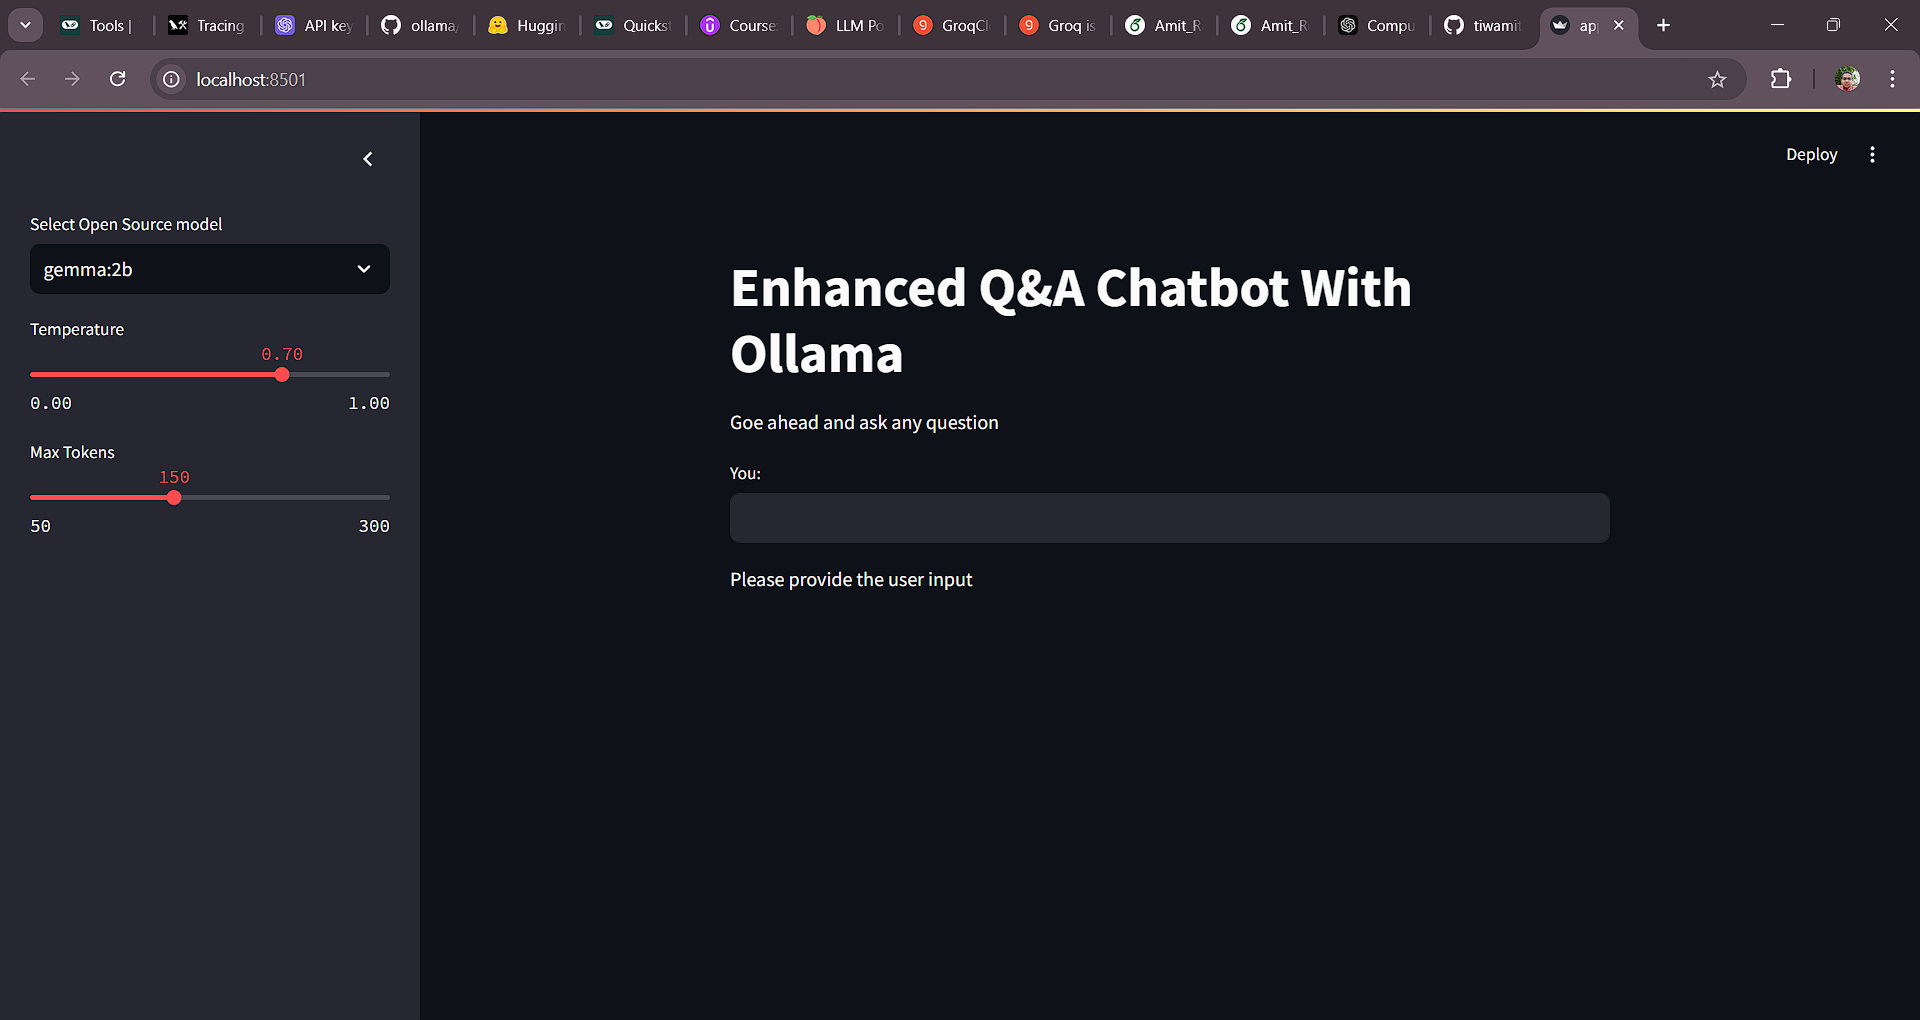 Tools |
Tracing
API key
ollama/
Huggin
Quickst
Course:
LLM Po
GroqCl
Groq is
Amit_R
Amit_R
Compu
tiwami
ap
localhost:8501
Deploy
Select Open Source model
gemma:2b
Temperature
0.70
0.00 1.00
Max Tokens
150
50 300
Enhanced Q&A Chatbot With
Ollama
Goe ahead and ask any question
You:
Please provide the user input